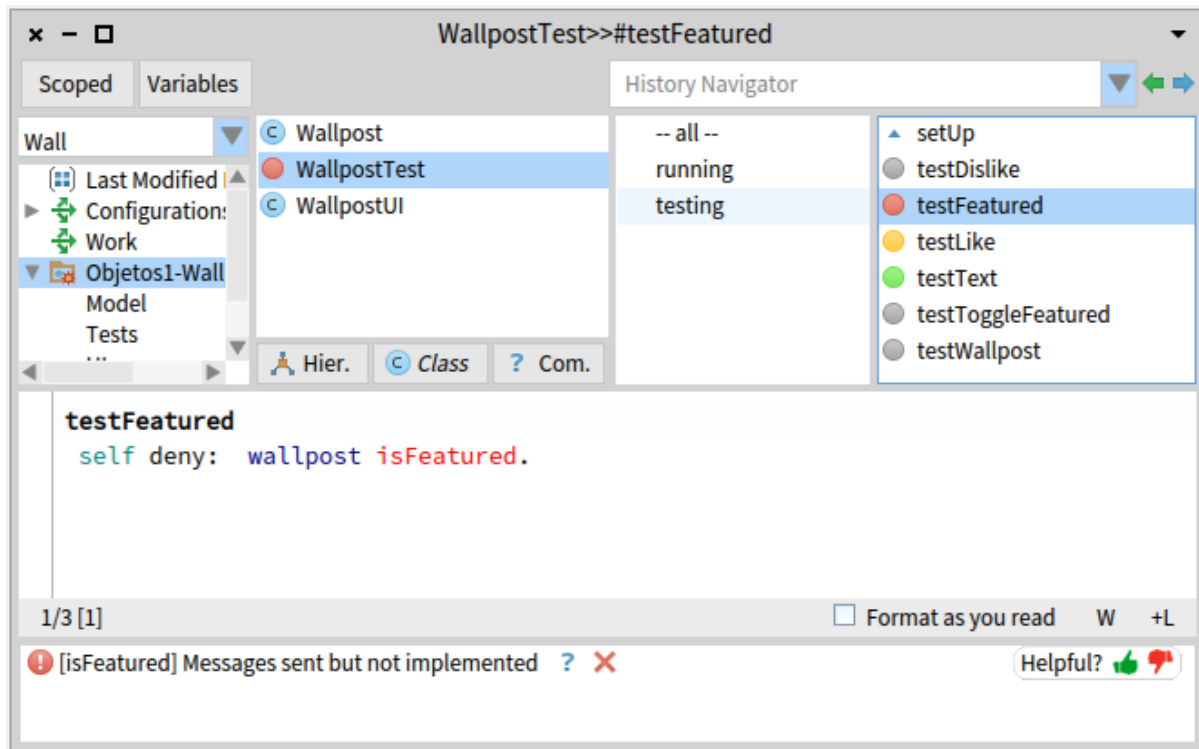 WallpostTest>>#testFeatured
Scoped Variables History Navigator
Wall
Last Modified
Configurations
Work
Objetos1-Wall
Model
Tests
Wallpost
WallpostTest
WallpostUI
Hier. Class ? Com.
-- all --
running
testing
setUp
testDislike
testFeatured
testLike
testText
testToggleFeatured
testWallpost
testFeatured
self deny: wallpost isFeatured.
1/3 [1] Format as you read W +L
[isFeatured] Messages sent but not implemented ? Helpful?